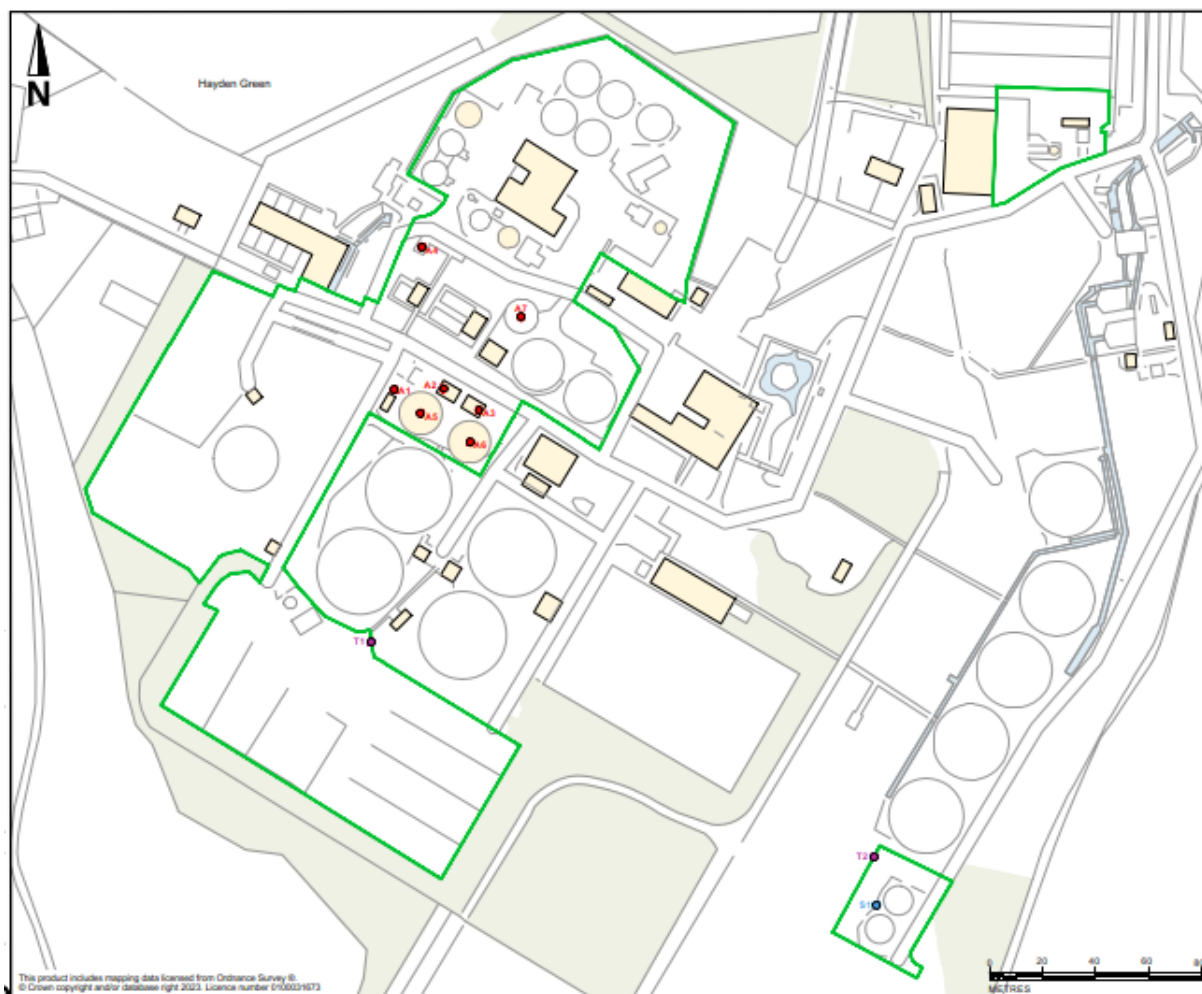 Hayden Green
N
A4
A7
A1
A2
A3
A5
A6
T1
T2
S1
0 20 40 60 80
METRES
This product includes mapping data licensed from Ordnance Survey ®.
© Crown copyright and/or database right 2023. Licence number 0100031673